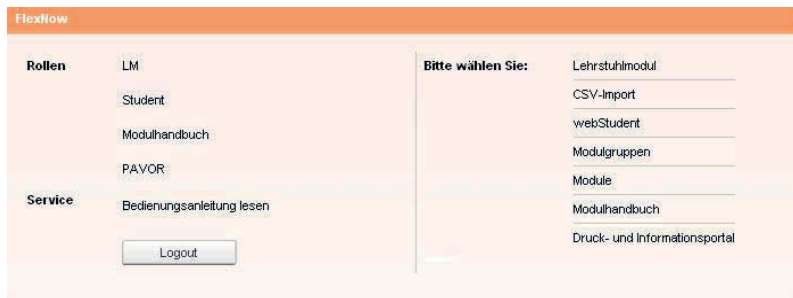 FlexNow
Rollen
LM
Student
Modulhandbuch
PAVOR
Service
Bedienungsanleitung lesen
Logout
Bitte wählen Sie:
Lehrstuhlmodul
CSV-Import
webStudent
Modulgruppen
Module
Modulhandbuch
Druck- und Informationsportal